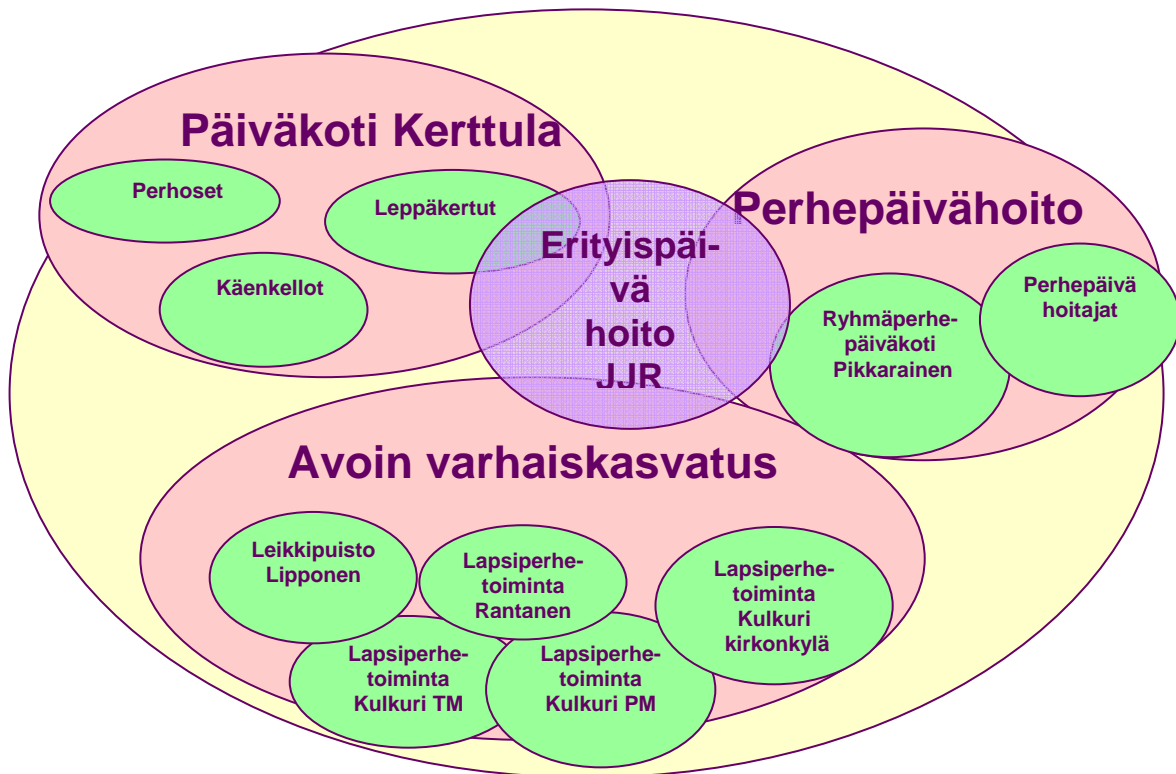 Päiväkoti Kerttula
Perhoset
Leppäkertut
Käenkellot
Erityispäi-
vä
hoito
JJR
Perhepäivähoito
Perhepäivä
hoitajat
Ryhmäperhe-
päiväkoti
Pikkarainen
Avoin varhaiskasvatus
Leikkipuisto
Lipponen
Lapsiperhe-
toiminta
Rantanen
Lapsiperhe-
toiminta
Kulkuri
kirkonkylä
Lapsiperhe-
toiminta
Kulkuri TM
Lapsiperhe-
toiminta
Kulkuri PM